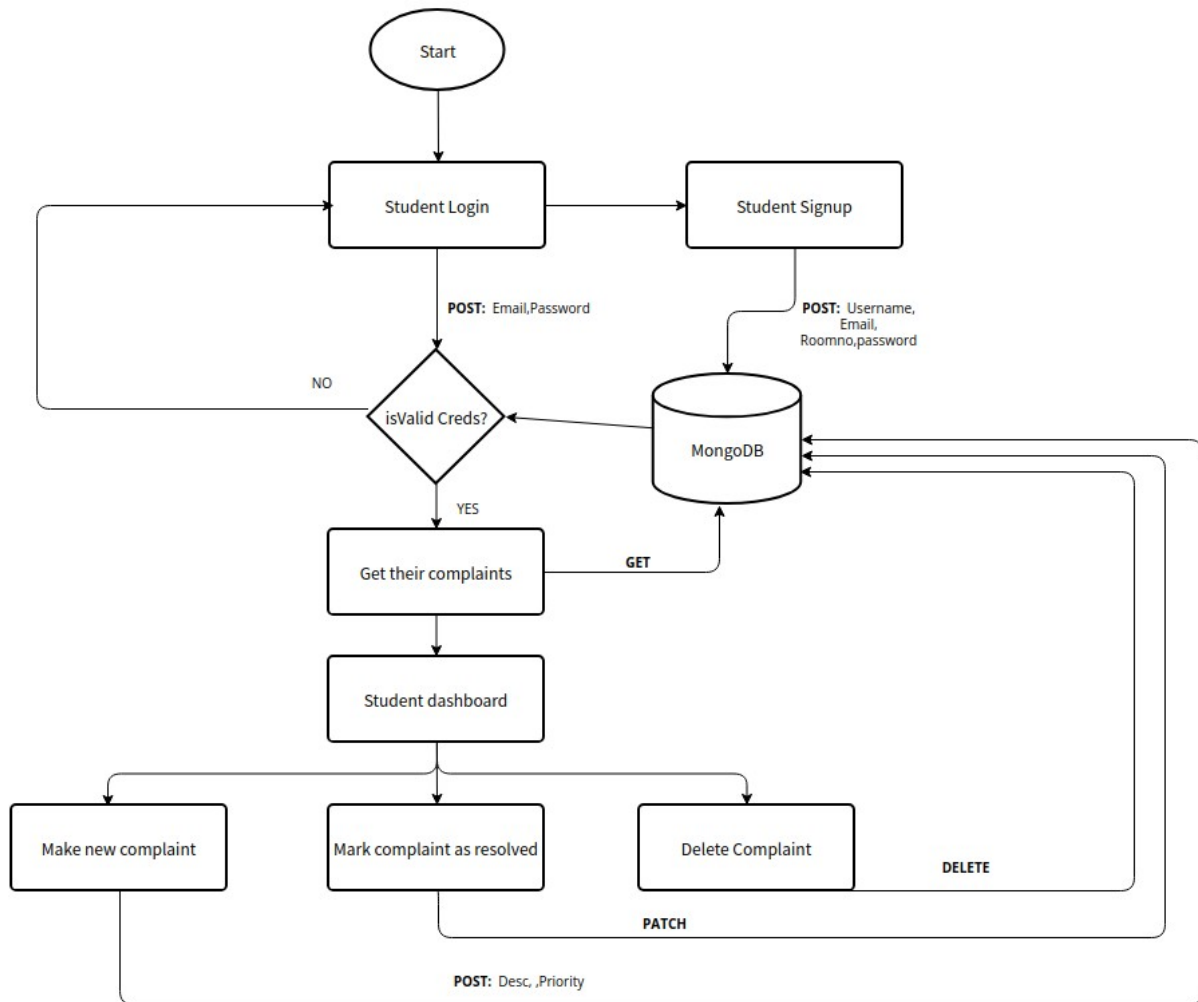 Start
Student Login
Student Signup
POST: Email,Password
POST: Username,
Email,
Roomno,password
NO
isValid Creds?
MongoDB
YES
GET
Get their complaints
Student dashboard
Make new complaint
Mark complaint as resolved
Delete Complaint
DELETE
PATCH
POST: Desc, ,Priority